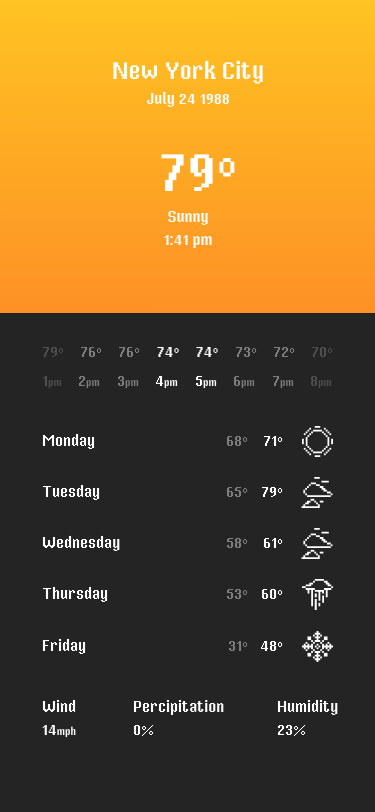 New York City
July 24 1988
79°
Sunny
1:41 pm
79° 76° 76° 74° 74° 73° 72° 70°
1pm 2pm 3pm 4pm 5pm 6pm 7pm 8pm
Monday 68° 71°
Tuesday 65° 79°
Wednesday 58° 61°
Thursday 53° 60°
Friday 31° 48°
Wind Percipitation Humidity
14mph 0% 23%